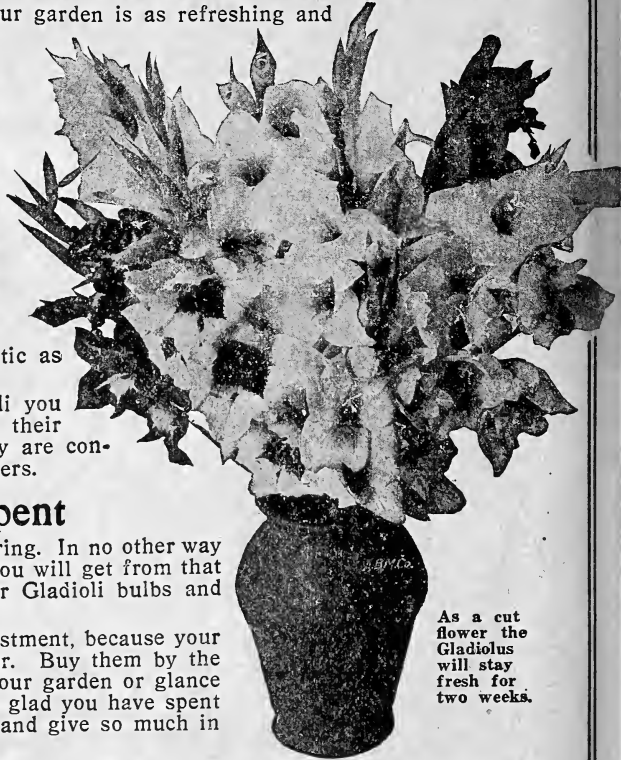 ur garden is as refreshing and
tic as
li you
their
y are con-
ers.
pent
ring. In no other way
ou will get from that
r Gladioli bulbs and
stment, because your
r. Buy them by the
our garden or glance
glad you have spent
and give so much in
B.M.Co.
As a cut
flower the
Gladiolus
will stay
fresh for
two weeks.